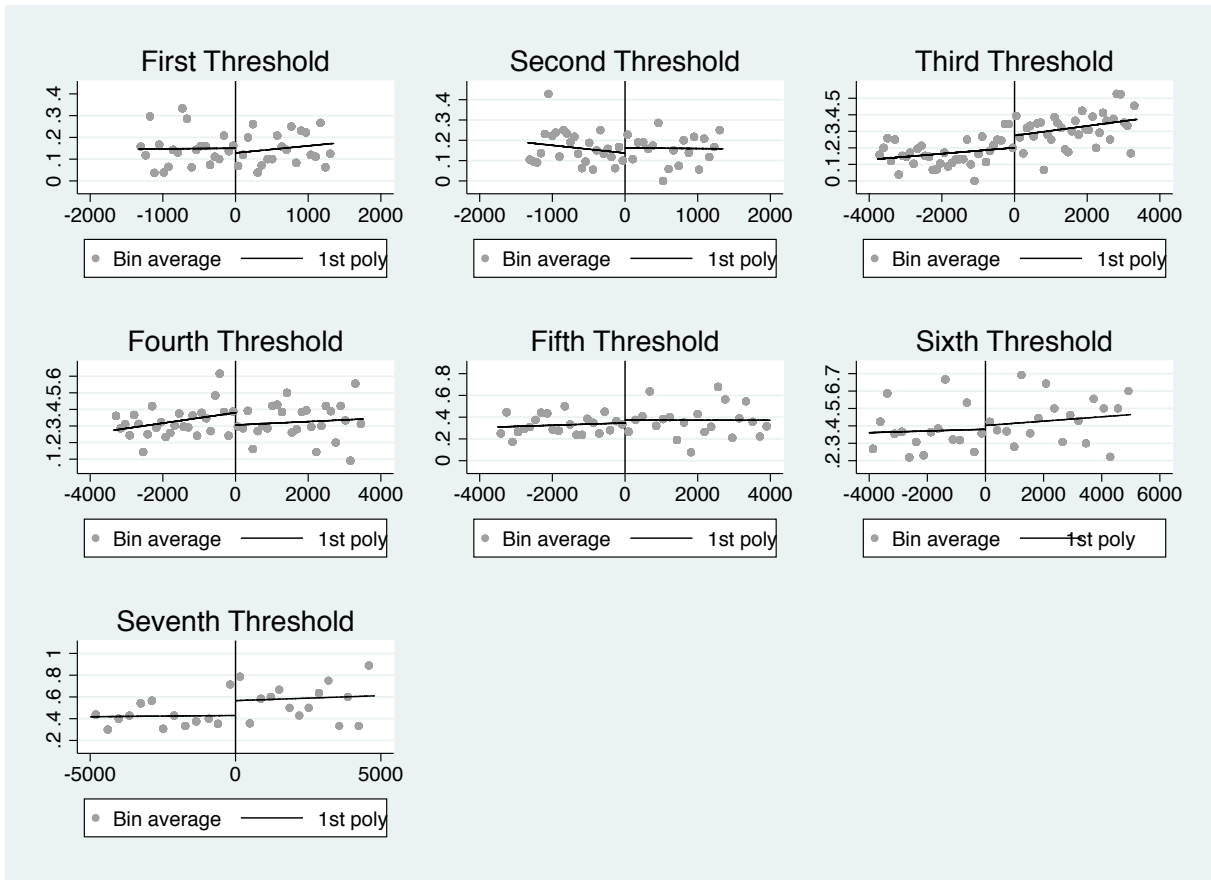 First Threshold
0 .1 .2 .3 .4
-2000 -1000 0 1000 2000
Bin average 1st poly
Second Threshold
0 .1 .2 .3 .4
-2000 -1000 0 1000 2000
Bin average 1st poly
Third Threshold
0 .1 .2 .3 .4 .5
-4000 -2000 0 2000 4000
Bin average 1st poly
Fourth Threshold
.1 .2 .3 .4 .5 .6
-4000 -2000 0 2000 4000
Bin average 1st poly
Fifth Threshold
0 .2 .4 .6 .8
-4000 -2000 0 2000 4000
Bin average 1st poly
Sixth Threshold
.2 .3 .4 .5 .6 .7
-4000 -2000 0 2000 4000 6000
Bin average 1st poly
Seventh Threshold
.2 .4 .6 .8 1
-5000 0 5000
Bin average 1st poly